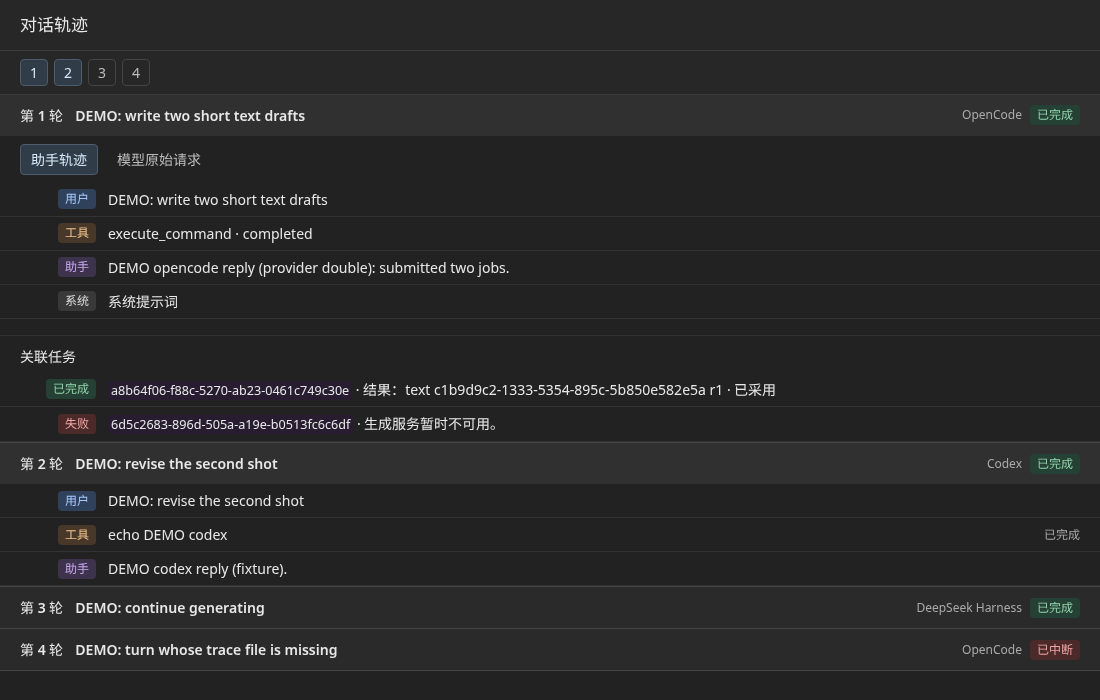 对话轨迹
1 2 3 4
第 1 轮 DEMO: write two short text drafts OpenCode 已完成
助手轨迹 模型原始请求
用户 DEMO: write two short text drafts
工具 execute_command · completed
助手 DEMO opencode reply (provider double): submitted two jobs.
系统 系统提示词
关联任务
已完成 a8b64f06-f88c-5270-ab23-0461c749c30e · 结果：text c1b9d9c2-1333-5354-895c-5b850e582e5a r1 · 已采用
失败 6d5c2683-896d-505a-a19e-b0513fc6c6df · 生成服务暂时不可用。
第 2 轮 DEMO: revise the second shot Codex 已完成
用户 DEMO: revise the second shot
工具 echo DEMO codex 已完成
助手 DEMO codex reply (fixture).
第 3 轮 DEMO: continue generating DeepSeek Harness 已完成
第 4 轮 DEMO: turn whose trace file is missing OpenCode 已中断